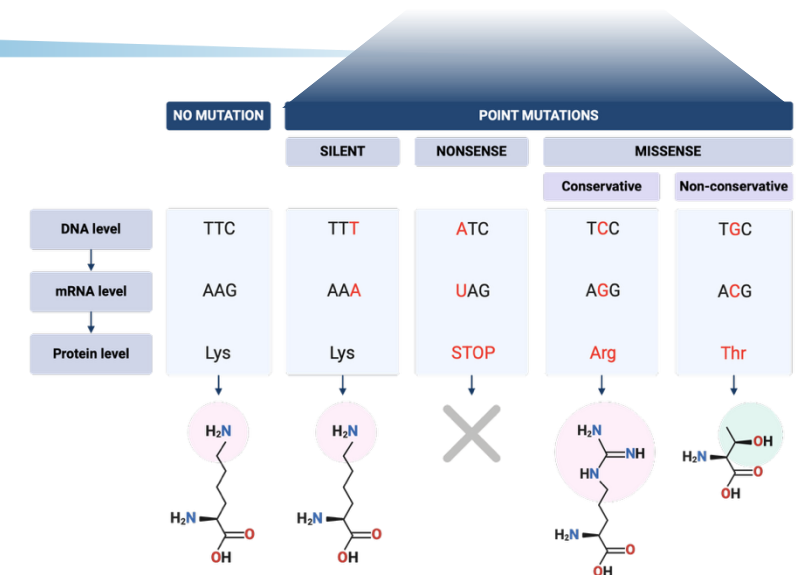 NO MUTATION POINT MUTATIONS
SILENT NONSENSE MISSENSE
Conservative Non-conservative
DNA level TTC TTT ATC TCC TGC
mRNA level AAG AAA UAG AGG ACG
Protein level Lys Lys STOP Arg Thr
H₂N H₂N H₂N OH
NH H₂N O
HN OH
H₂N H₂N H₂N
O O O
OH OH OH